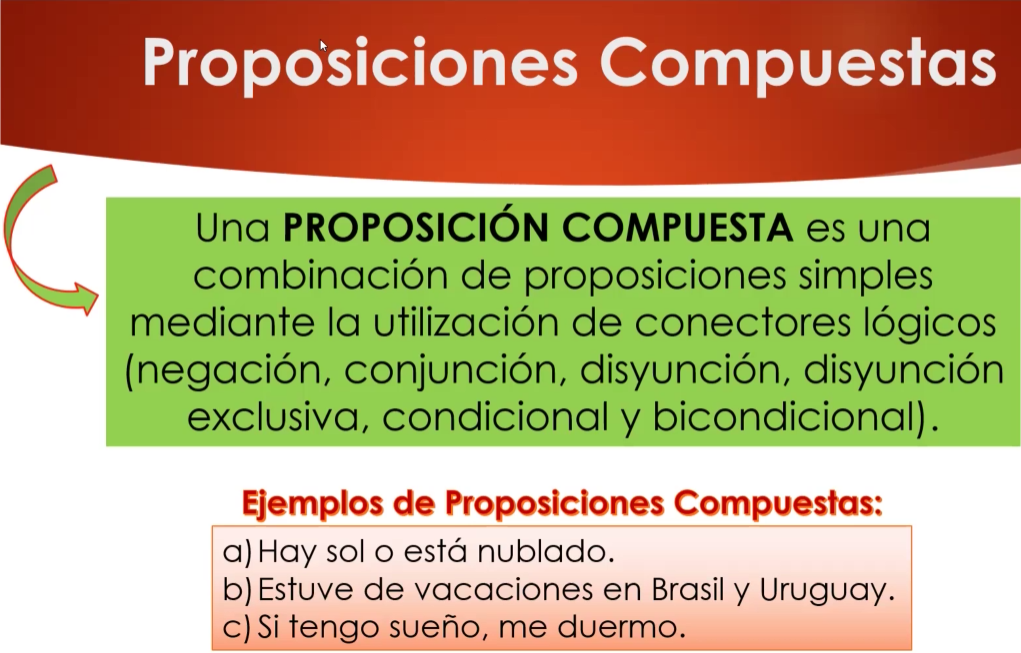 Proposiciones Compuestas
Una PROPOSICIÓN COMPUESTA es una
combinación de proposiciones simples
mediante la utilización de conectores lógicos
(negación, conjunción, disyunción, disyunción
exclusiva, condicional y bicondicional).
Ejemplos de Proposiciones Compuestas:
a) Hay sol o está nublado.
b) Estuve de vacaciones en Brasil y Uruguay.
c) Si tengo sueño, me duermo.